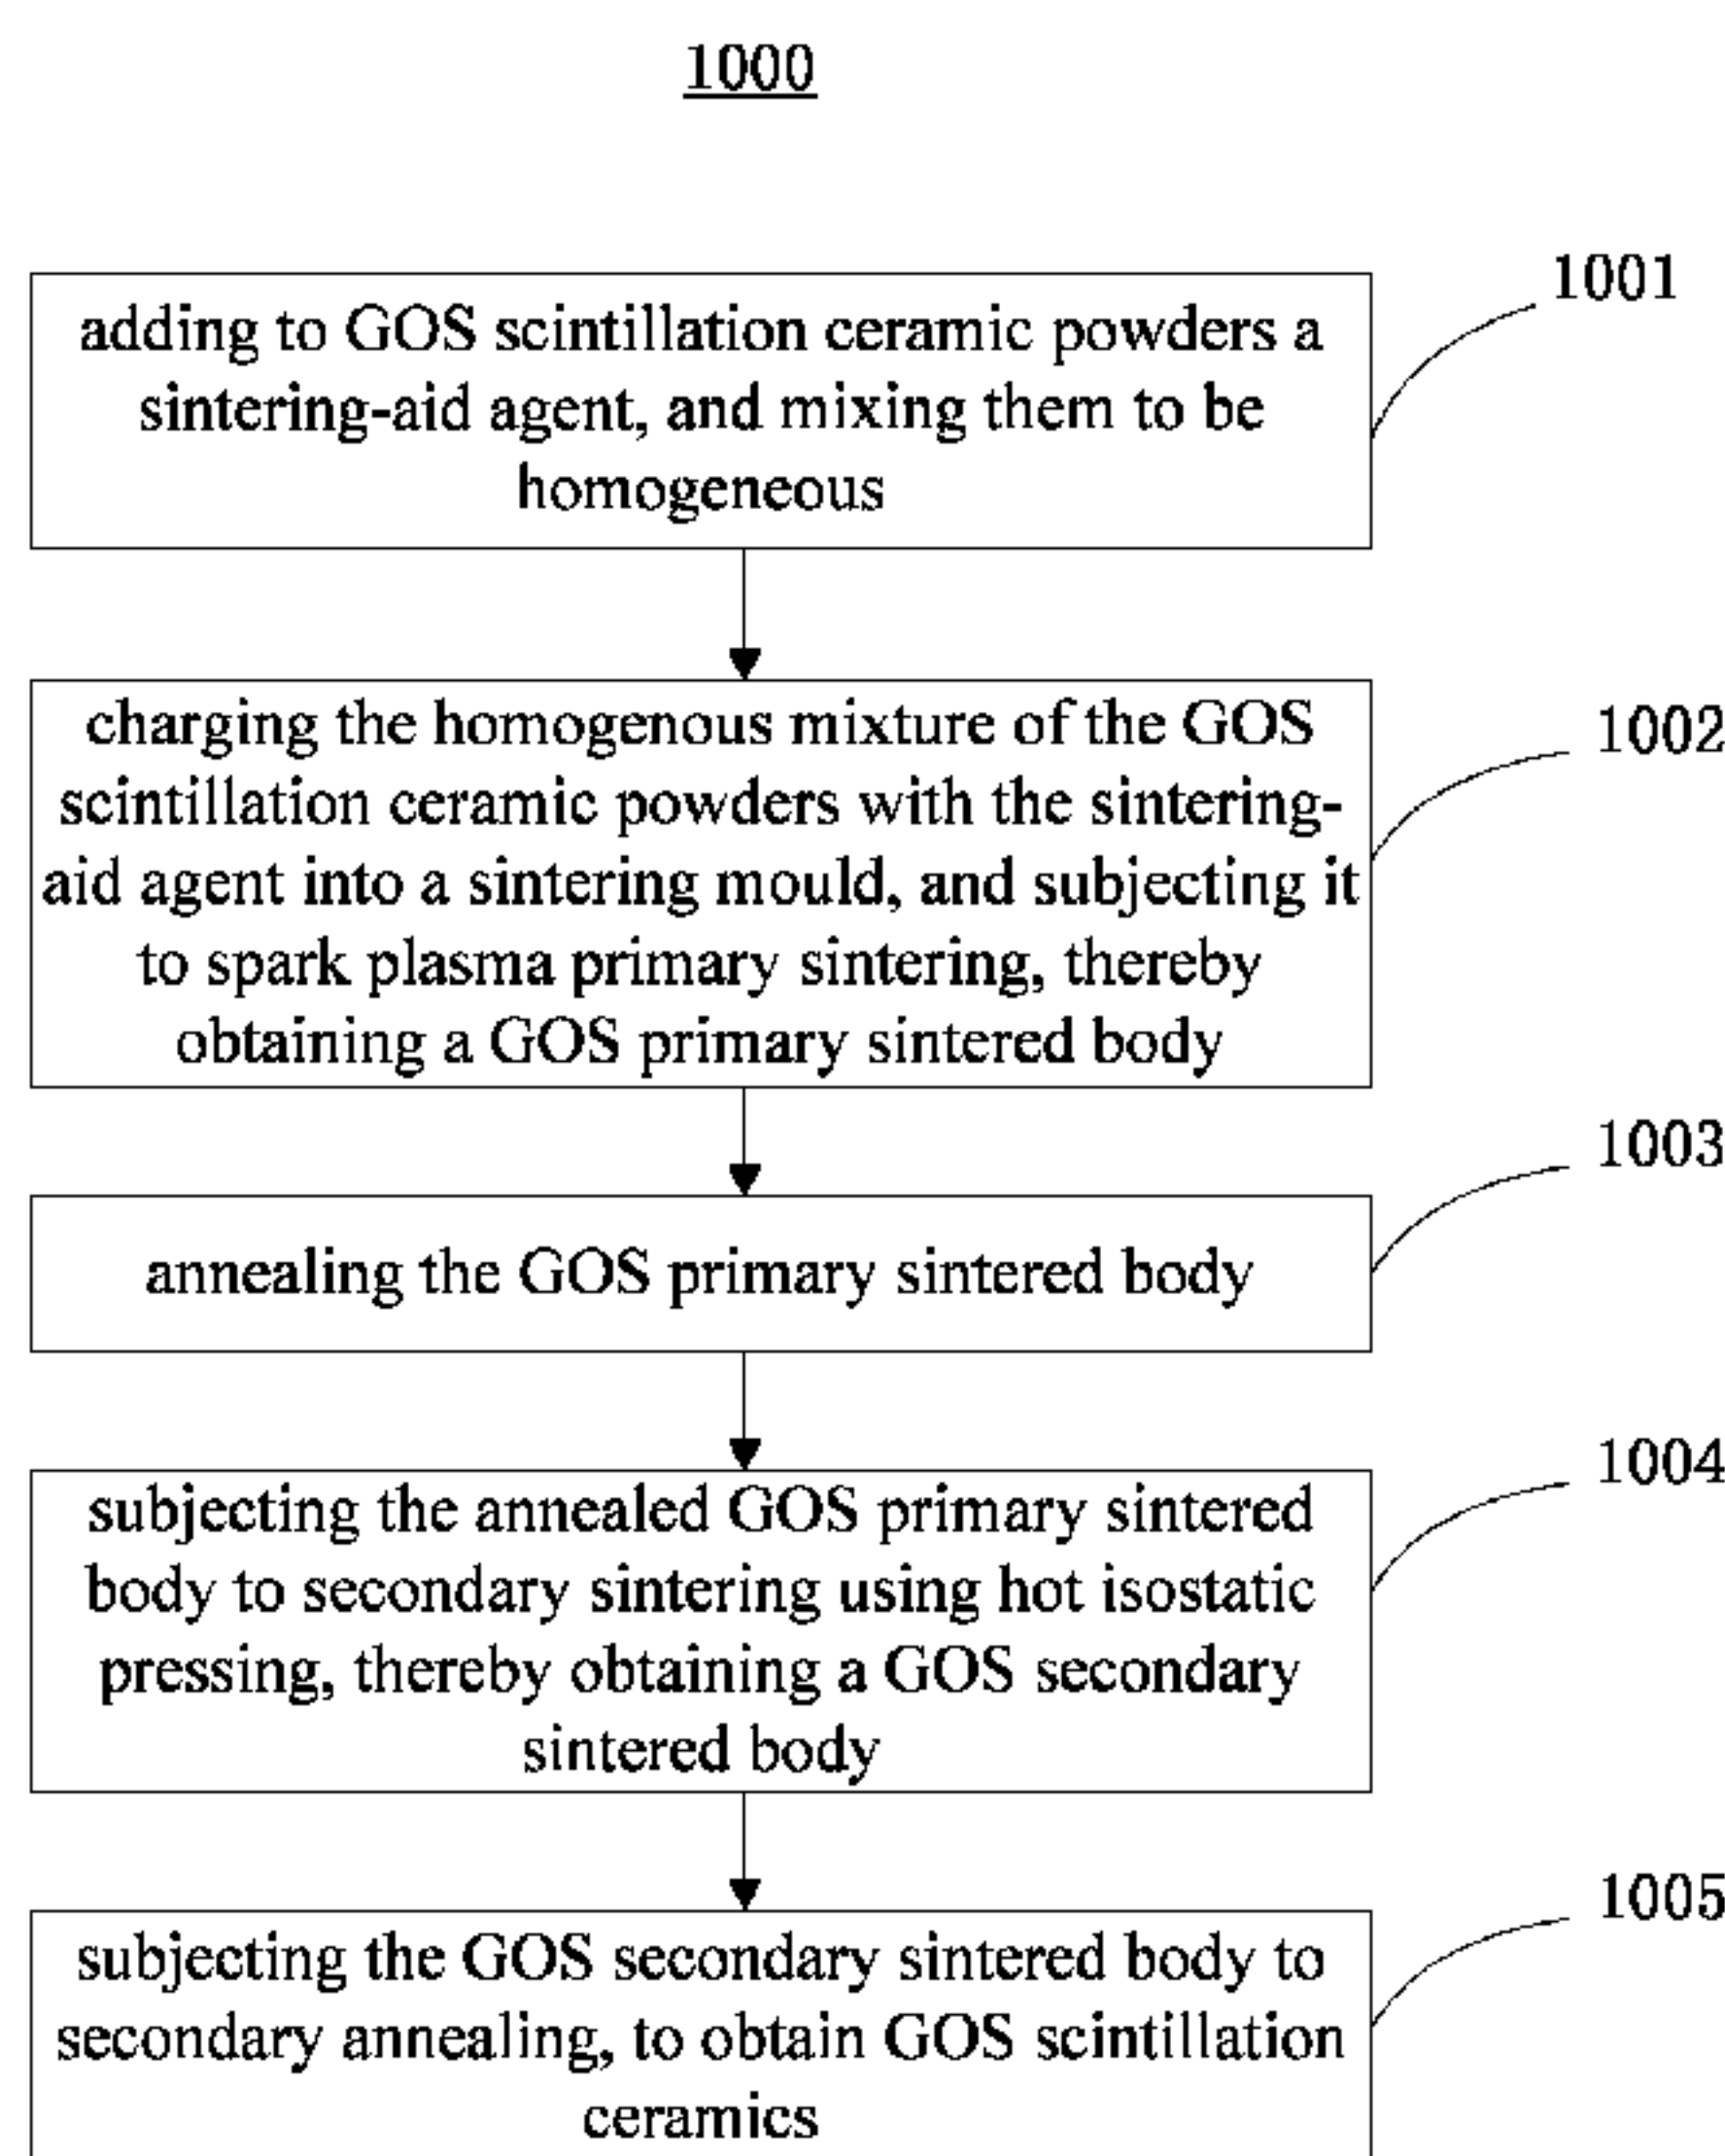 1000
1001
adding to GOS scintillation ceramic powders a
sintering-aid agent, and mixing them to be
homogeneous
1002
charging the homogenous mixture of the GOS
scintillation ceramic powders with the sintering-
aid agent into a sintering mould, and subjecting it
to spark plasma primary sintering, thereby
obtaining a GOS primary sintered body
1003
annealing the GOS primary sintered body
1004
subjecting the annealed GOS primary sintered
body to secondary sintering using hot isostatic
pressing, thereby obtaining a GOS secondary
sintered body
1005
subjecting the GOS secondary sintered body to
secondary annealing, to obtain GOS scintillation
ceramics